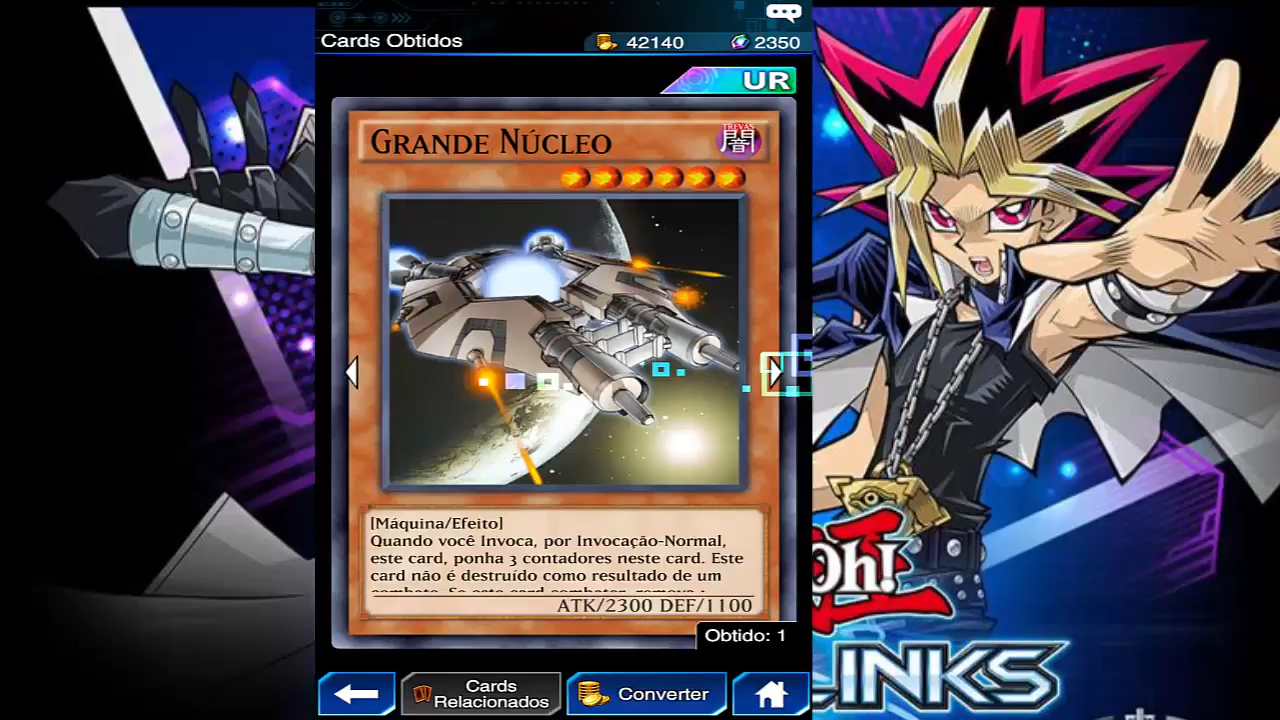 Cards Obtidos
42140
2350
UR
GRANDE NÚCLEO
TREVAS
闇
[Máquina/Efeito]
Quando você Invoca, por Invocação-Normal,
este card, ponha 3 contadores neste card. Este
card não é destruído como resultado de um
ATK/2300 DEF/1100
Obtido: 1
Cards
Relacionados
Converter
Oh!
LINKS